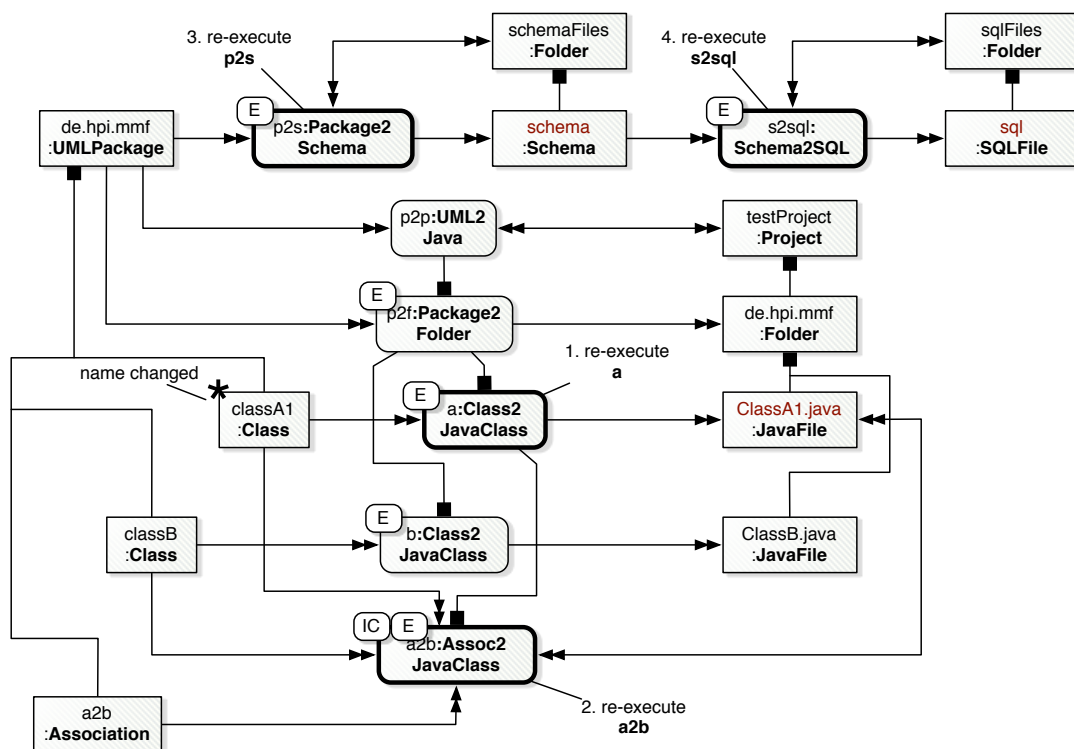 3. re-execute
p2s
schemaFiles
:Folder
4. re-execute
s2sql
sqlFiles
:Folder
E
de.hpi.mmf
:UMLPackage
p2s:Package2
Schema
schema
:Schema
E
s2sql:
Schema2SQL
sql
:SQLFile
p2p:UML2
Java
testProject
:Project
E
p2f:Package2
Folder
de.hpi.mmf
:Folder
1. re-execute
a
name changed
*
classA1
:Class
E
a:Class2
JavaClass
ClassA1.java
:JavaFile
classB
:Class
E
b:Class2
JavaClass
ClassB.java
:JavaFile
IC
E
a2b:Assoc2
JavaClass
a2b
:Association
2. re-execute
a2b